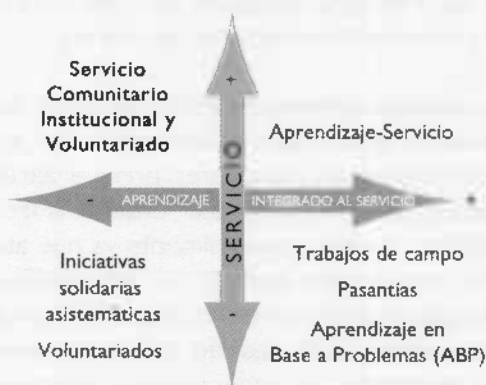 Servicio
Comunitario
Institucional y
Voluntariado
+
Aprendizaje-Servicio
SERVICIO
- APRENDIZAJE INTEGRADO AL SERVICIO +
Iniciativas
solidarias
asistemáticas
Voluntariados
Trabajos de campo
Pasantías
Aprendizaje en
Base a Problemas (ABP)
-